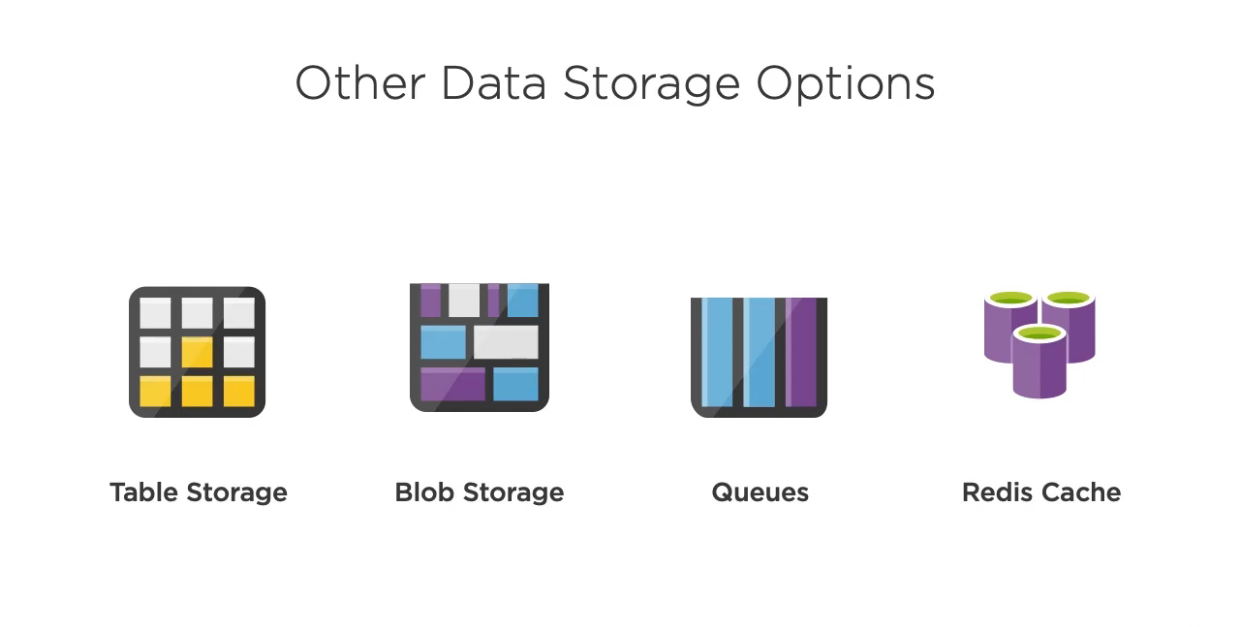 Other Data Storage Options
Table Storage
Blob Storage
Queues
Redis Cache